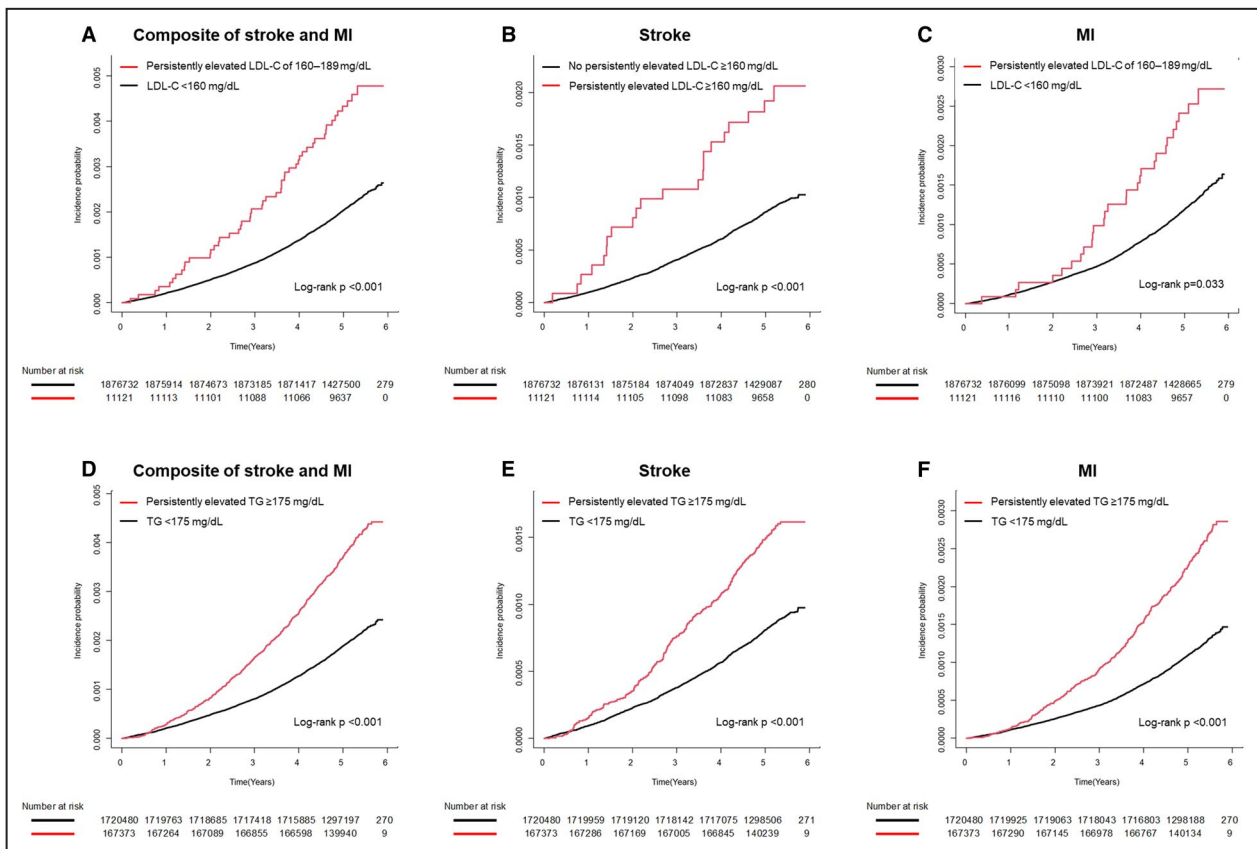 A Composite of stroke and MI
Persistently elevated LDL-C of 160–189 mg/dL
LDL-C <160 mg/dL
Incidence probability
0.005
0.004
0.003
0.002
0.001
0.000
Log-rank p <0.001
0 1 2 3 4 5 6
Time(Years)
Number at risk
1876732 1875914 1874673 1873185 1871417 1427500 279
11121 11113 11101 11088 11066 9637 0
B Stroke
No persistently elevated LDL-C ≥160 mg/dL
Persistently elevated LDL-C ≥160 mg/dL
Incidence probability
0.0020
0.0015
0.0010
0.0005
0.0000
Log-rank p <0.001
0 1 2 3 4 5 6
Time(Years)
Number at risk
1876732 1876131 1875184 1874049 1872837 1429087 280
11121 11114 11105 11098 11083 9658 0
C MI
Persistently elevated LDL-C of 160–189 mg/dL
LDL-C <160 mg/dL
Incidence probability
0.0030
0.0025
0.0020
0.0015
0.0010
0.0005
0.0000
Log-rank p=0.033
0 1 2 3 4 5 6
Time(Years)
Number at risk
1876732 1876099 1875098 1873921 1872487 1428665 279
11121 11116 11110 11100 11083 9657 0
D Composite of stroke and MI
Persistently elevated TG ≥175 mg/dL
TG <175 mg/dL
Incidence probability
0.005
0.004
0.003
0.002
0.001
0.000
Log-rank p <0.001
0 1 2 3 4 5 6
Time(Years)
Number at risk
1720480 1719763 1718685 1717418 1715885 1297197 270
167373 167264 167089 166855 166598 139940 9
E Stroke
Persistently elevated TG ≥175 mg/dL
TG <175 mg/dL
Incidence probability
0.0015
0.0010
0.0005
0.0000
Log-rank p <0.001
0 1 2 3 4 5 6
Time(Years)
Number at risk
1720480 1719959 1719120 1718142 1717075 1298506 271
167373 167286 167169 167005 166845 140239 9
F MI
Persistently elevated TG ≥175 mg/dL
TG <175 mg/dL
Incidence probability
0.0030
0.0025
0.0020
0.0015
0.0010
0.0005
0.0000
Log-rank p <0.001
0 1 2 3 4 5 6
Time(Years)
Number at risk
1720480 1719925 1719063 1718043 1716803 1298188 270
167373 167290 167145 166978 166767 140134 9